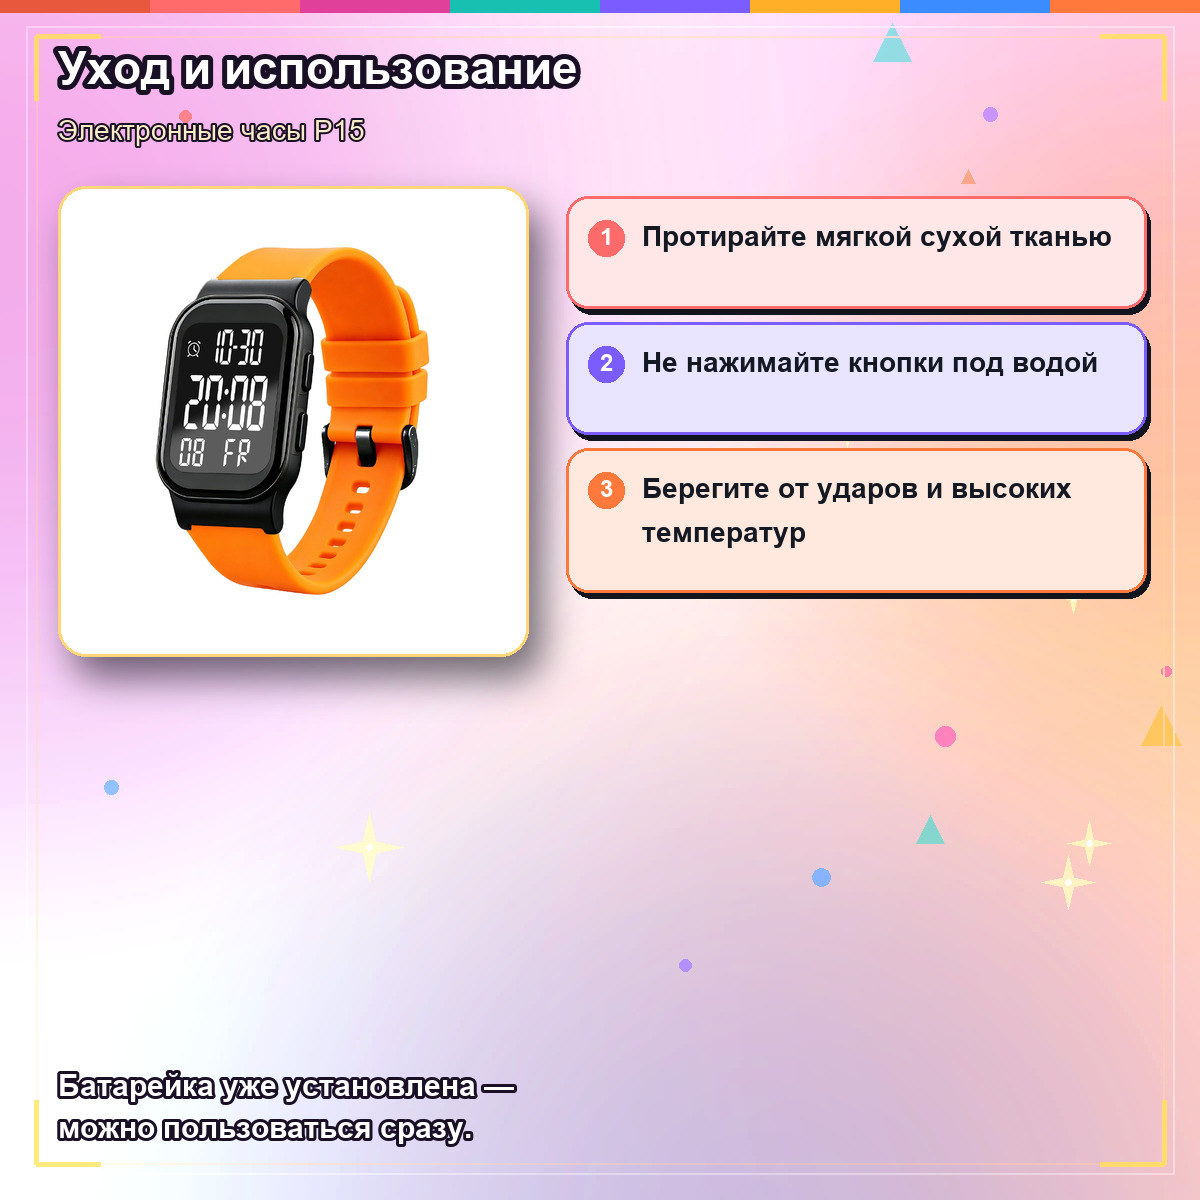 Уход и использование
Электронные часы P15
10:30
20:08
08 FR
1 Протирайте мягкой сухой тканью
2 Не нажимайте кнопки под водой
3 Берегите от ударов и высоких
температур
Батарейка уже установлена —
можно пользоваться сразу.